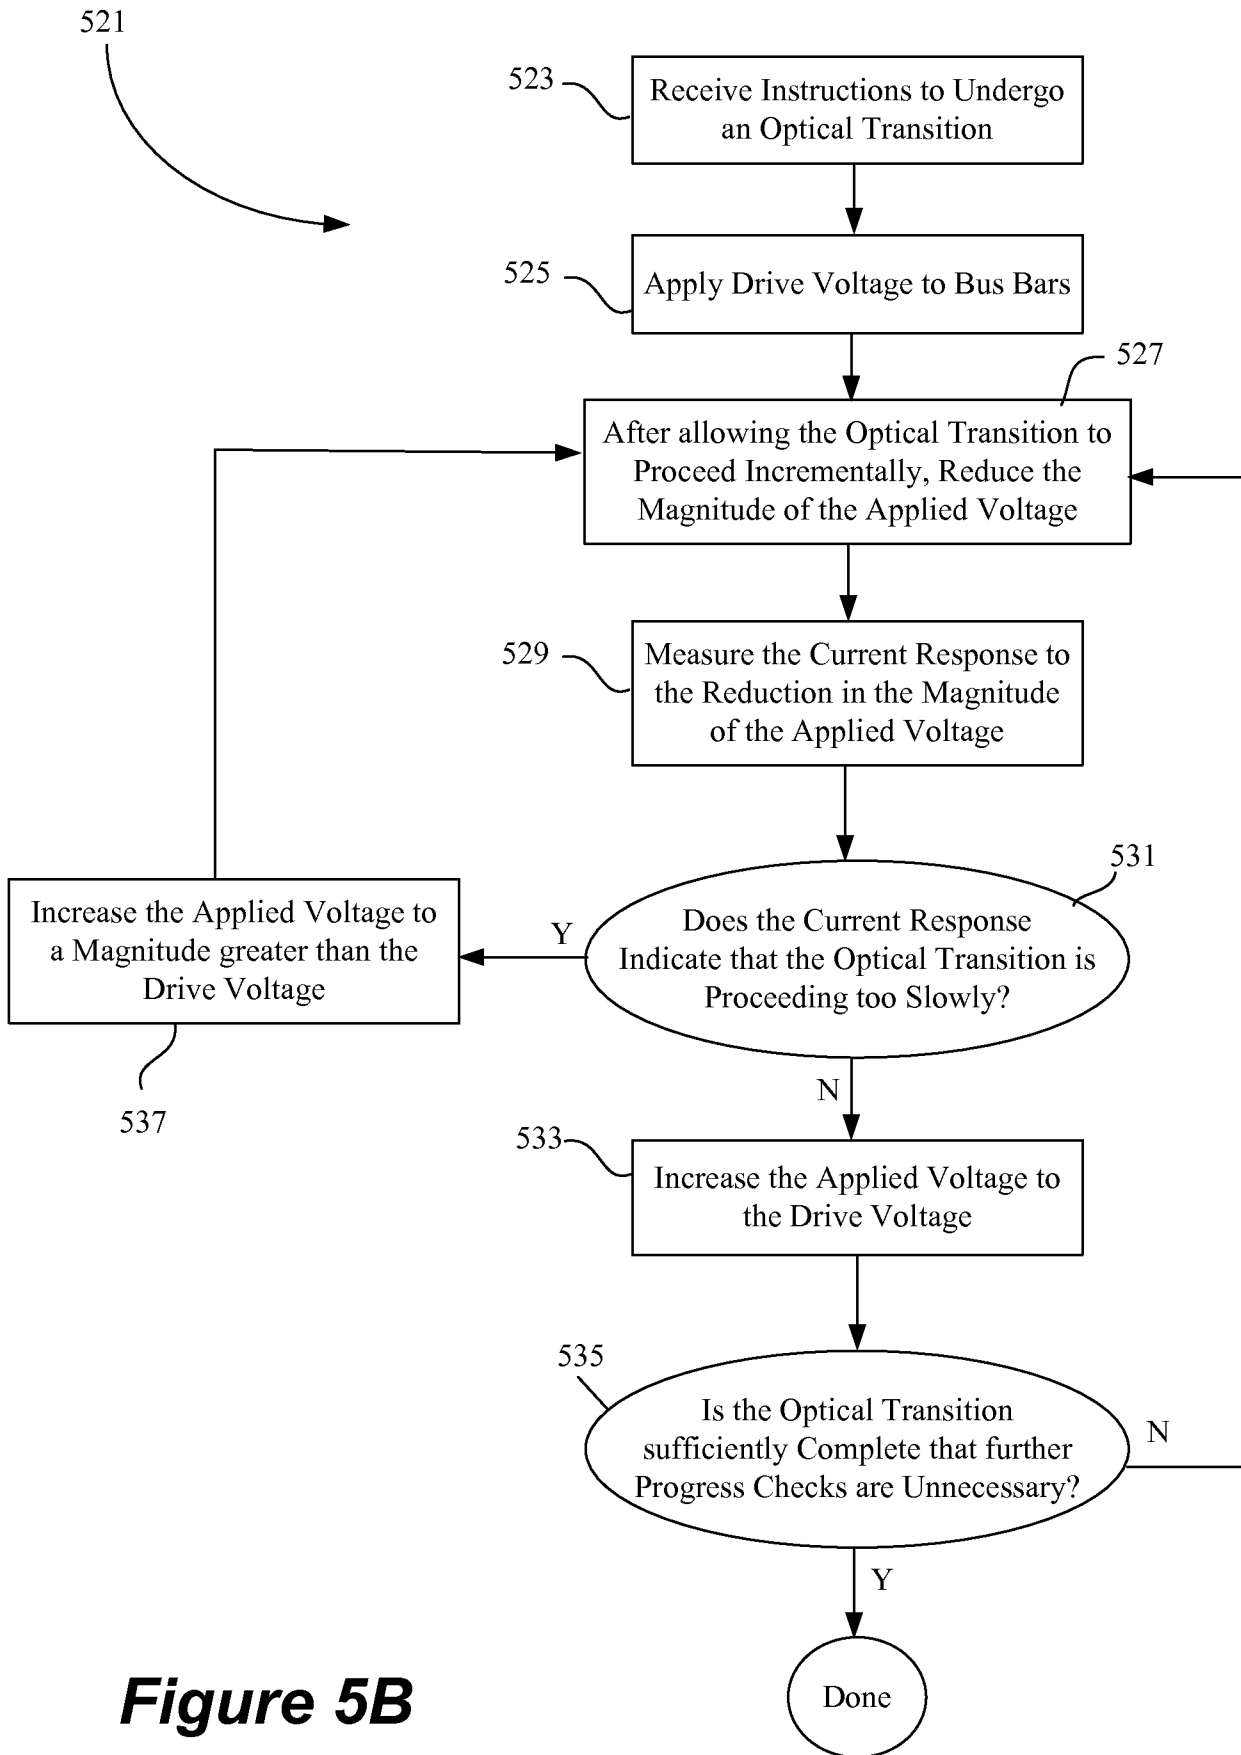 521
523
Receive Instructions to Undergo
an Optical Transition
525
Apply Drive Voltage to Bus Bars
527
After allowing the Optical Transition to
Proceed Incrementally, Reduce the
Magnitude of the Applied Voltage
529
Measure the Current Response to
the Reduction in the Magnitude
of the Applied Voltage
531
Does the Current Response
Indicate that the Optical Transition is
Proceeding too Slowly?
Y
Increase the Applied Voltage to
a Magnitude greater than the
Drive Voltage
537
N
533
Increase the Applied Voltage to
the Drive Voltage
535
Is the Optical Transition
sufficiently Complete that further
Progress Checks are Unnecessary?
N
Y
Done
Figure 5B